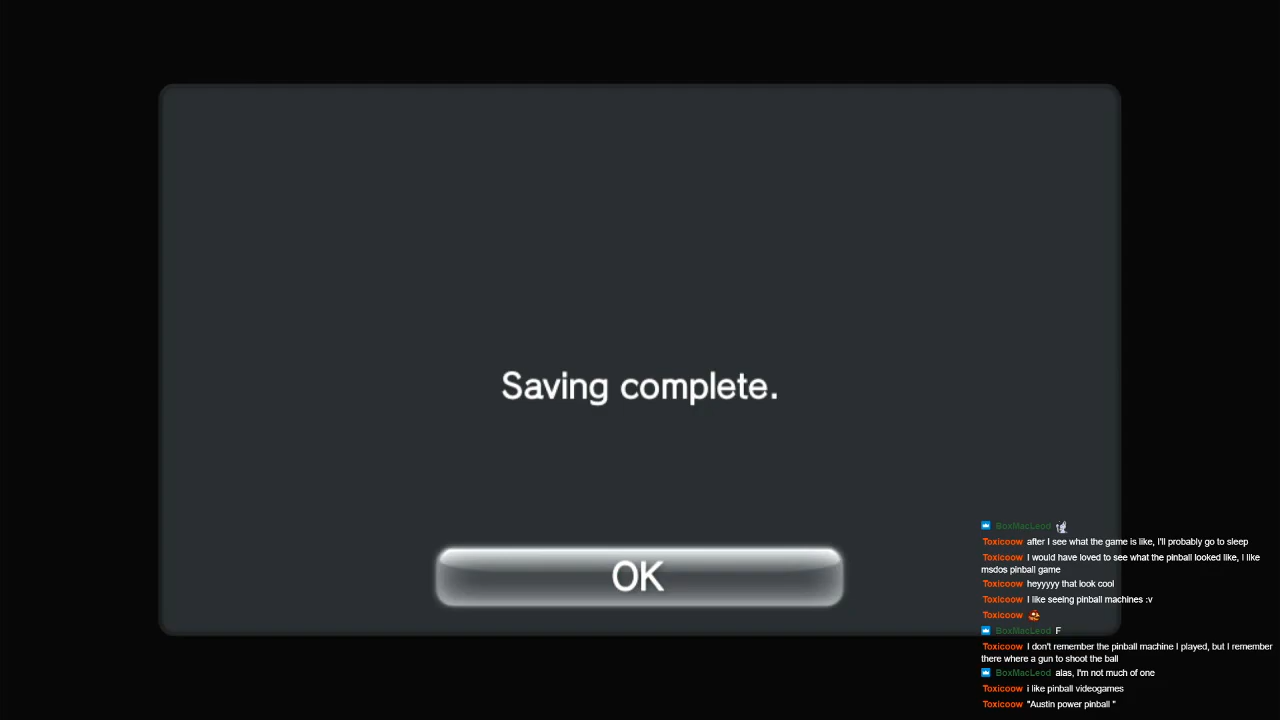 Saving complete.
OK
BoxMacLeod
Toxicoow after I see what the game is like, I'll probably go to sleep
Toxicoow I would have loved to see what the pinball looked like, i like
msdos pinball game
Toxicoow heyyyyy that look cool
Toxicoow I like seeing pinball machines :v
Toxicoow
BoxMacLeod F
Toxicoow I don't remember the pinball machine I played, but I remember
there where a gun to shoot the ball
BoxMacLeod alas, I'm not much of one
Toxicoow i like pinball videogames
Toxicoow "Austin power pinball "